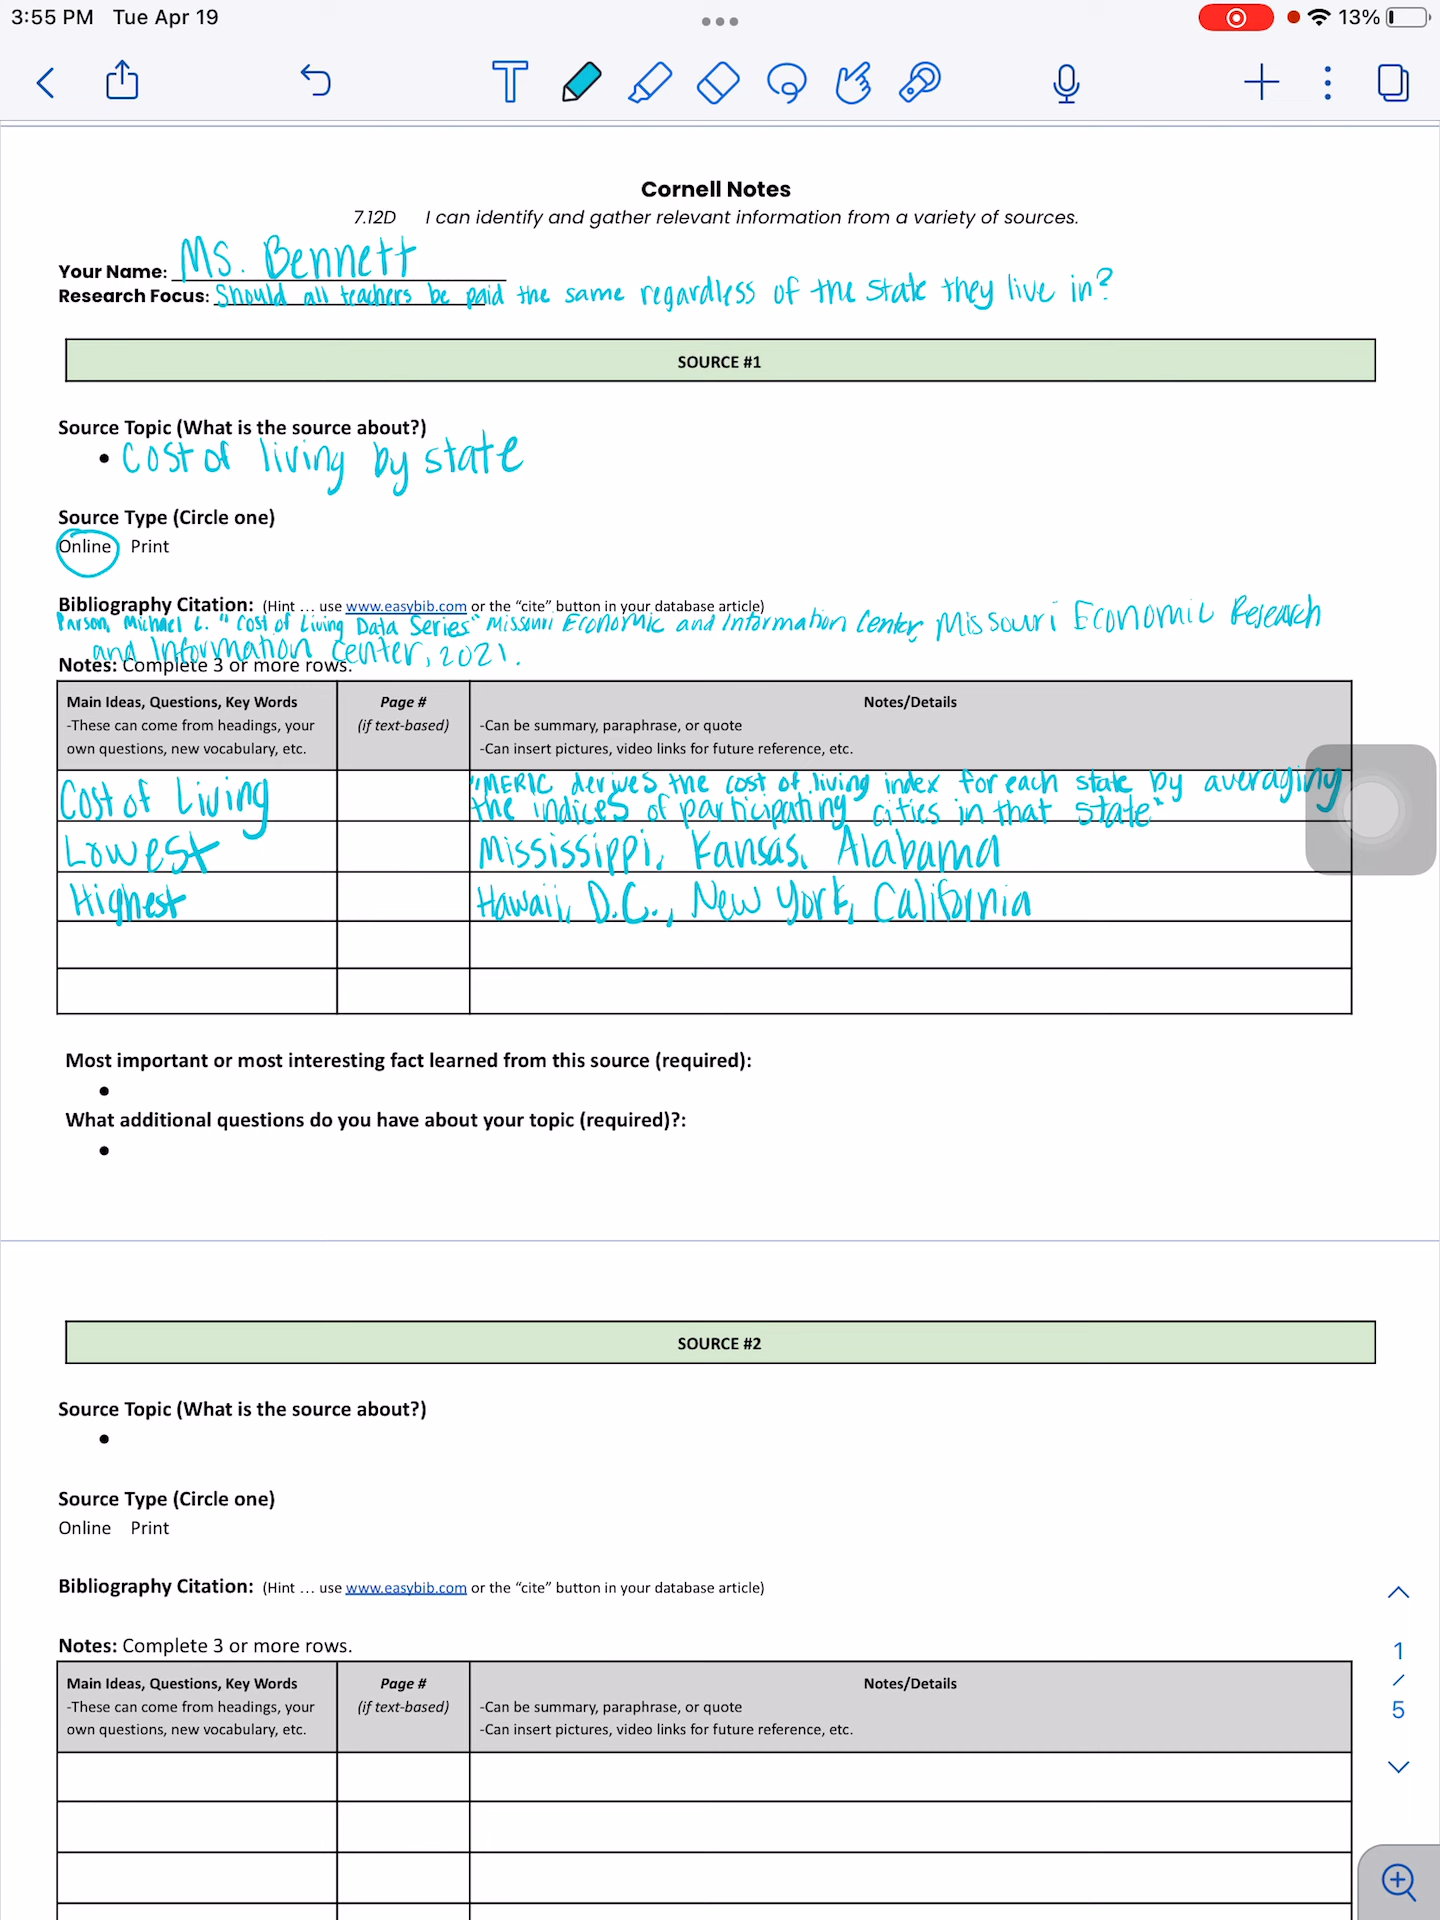 3:55 PM Tue Apr 19
13%
Cornell Notes
7.12D I can identify and gather relevant information from a variety of sources.
Your Name: Ms. Bennett
Research Focus: Should all teachers be paid the same regardless of the state they live in?
SOURCE #1
Source Topic (What is the source about?)
• Cost of living by state
Source Type (Circle one)
Online Print
Bibliography Citation: (Hint … use www.easybib.com or the “cite” button in your database article)
Parson, Michael L. "Cost of Living Data Series" Missouri Economic and Information Center, Missouri Economic Research
and Information Center, 2021.
Notes: Complete 3 or more rows.
Main Ideas, Questions, Key Words Page # Notes/Details
-These can come from headings, your (if text-based) -Can be summary, paraphrase, or quote
own questions, new vocabulary, etc. -Can insert pictures, video links for future reference, etc.
Cost of Living "MERIC derives the cost of living index for each state by averaging
the indices of participating cities in that state"
Lowest Mississippi, Kansas, Alabama
Highest Hawaii, D.C., New York, California
Most important or most interesting fact learned from this source (required):
•
What additional questions do you have about your topic (required)?:
•
SOURCE #2
Source Topic (What is the source about?)
•
Source Type (Circle one)
Online Print
Bibliography Citation: (Hint … use www.easybib.com or the “cite” button in your database article)
Notes: Complete 3 or more rows.
Main Ideas, Questions, Key Words Page # Notes/Details
-These can come from headings, your (if text-based) -Can be summary, paraphrase, or quote
own questions, new vocabulary, etc. -Can insert pictures, video links for future reference, etc.
1
/
5